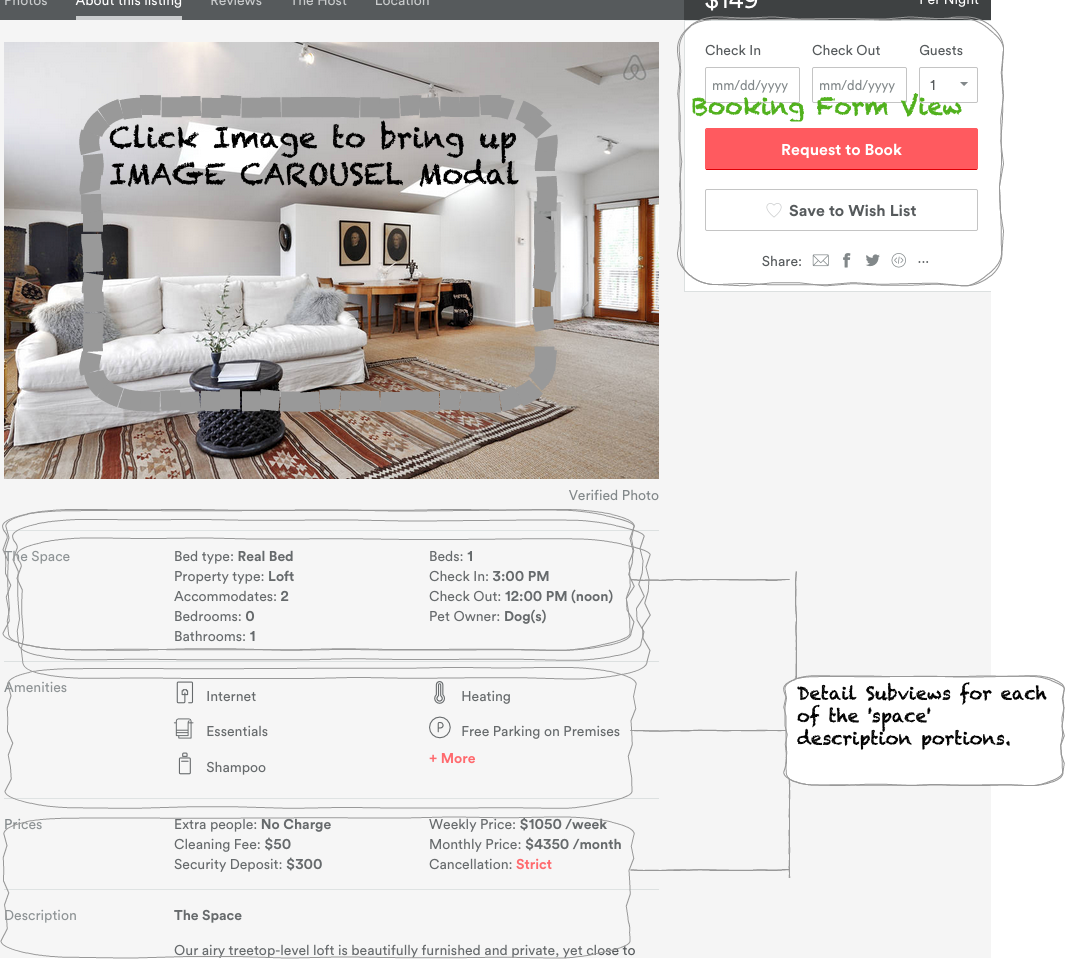 Photos About this listing Reviews The Host Location
$149 Per Night
Check In Check Out Guests
mm/dd/yyyy mm/dd/yyyy 1
Booking Form View
Request to Book
Save to Wish List
Share: ...
Click Image to bring up
IMAGE CAROUSEL Modal
Verified Photo
The Space
Bed type: Real Bed
Property type: Loft
Accommodates: 2
Bedrooms: 0
Bathrooms: 1
Beds: 1
Check In: 3:00 PM
Check Out: 12:00 PM (noon)
Pet Owner: Dog(s)
Amenities
Internet
Essentials
Shampoo
Heating
P Free Parking on Premises
+ More
Detail Subviews for each
of the 'space'
description portions.
Prices
Extra people: No Charge
Cleaning Fee: $50
Security Deposit: $300
Weekly Price: $1050 /week
Monthly Price: $4350 /month
Cancellation: Strict
Description
The Space
Our airy treetop-level loft is beautifully furnished and private, yet close to